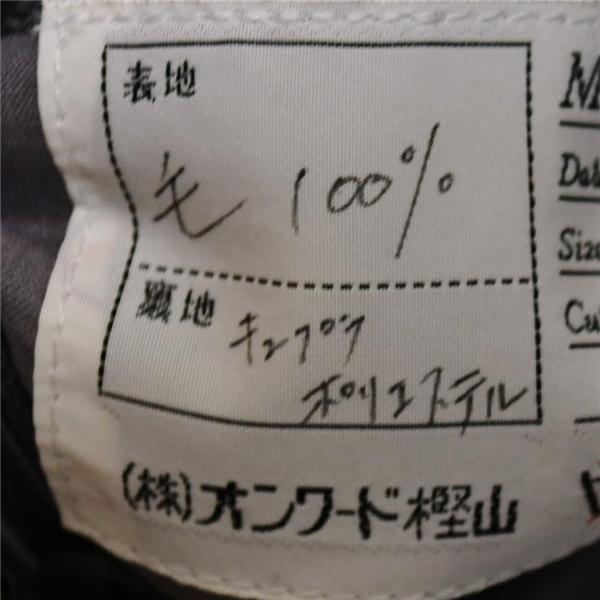 表地
毛 100%
裏地 キュプラ
ポリエステル
(株)オンワード樫山
Size